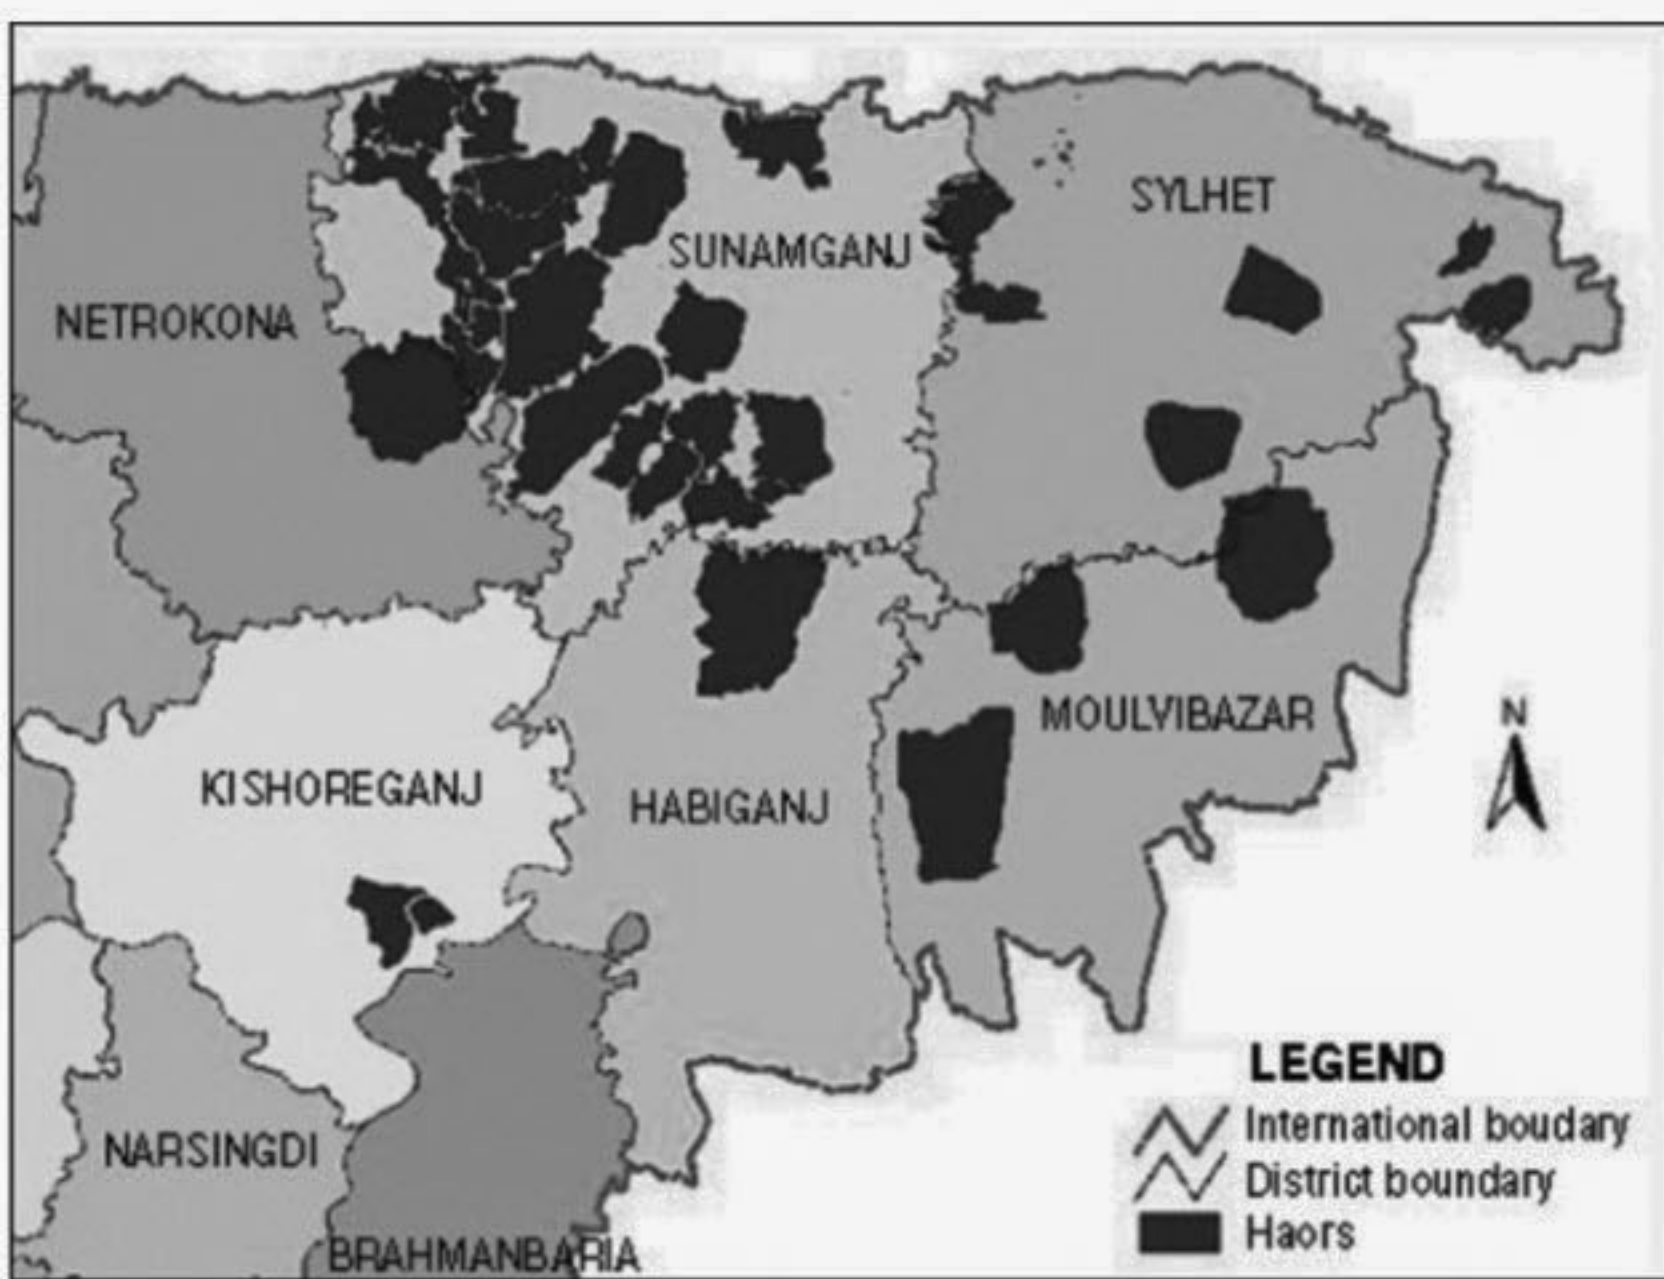 SYLHET
SUNAMGANJ
NETROKONA
MOULVIBAZAR
N
KISHOREGANJ
HABIGANJ
LEGEND
International boudary
District boundary
Haors
NARSINGDI
BRAHMANBARIA